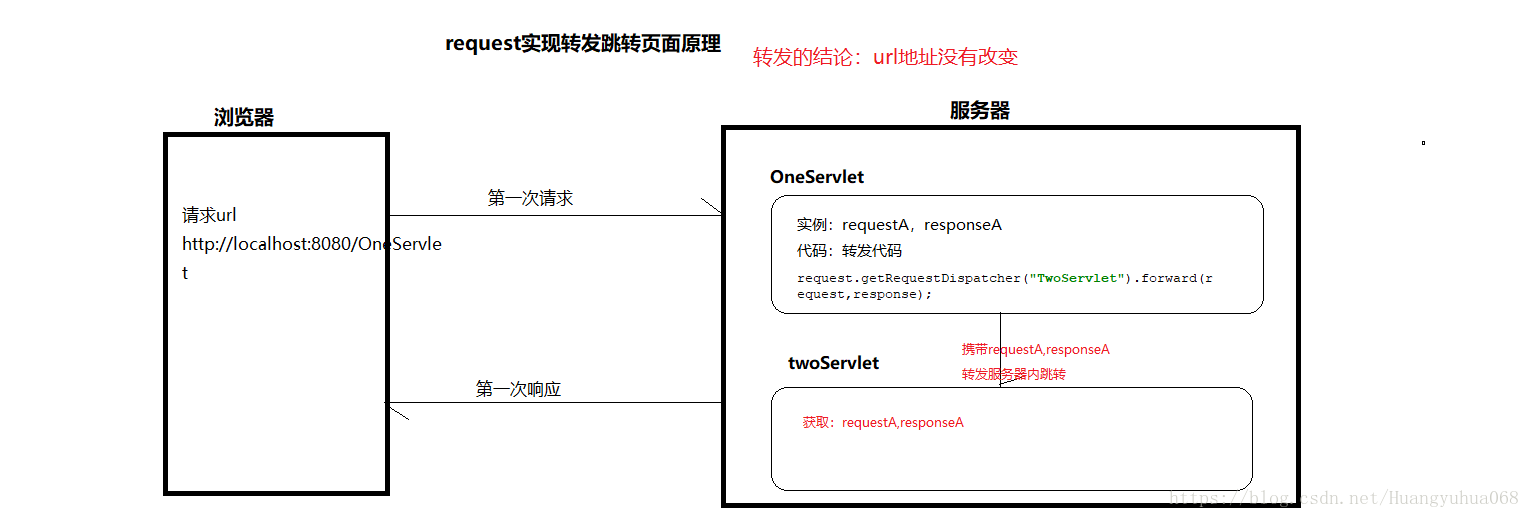 request实现转发跳转页面原理
转发的结论：url地址没有改变
浏览器
服务器
请求url
http://localhost:8080/OneServle
t
第一次请求
第一次响应
OneServlet
实例：requestA，responseA
代码：转发代码
request.getRequestDispatcher("TwoServlet").forward(r
equest,response);
携带requestA,responseA
转发服务器内跳转
twoServlet
获取：requestA,responseA
https://blog.csdn.net/Huangyuhua068